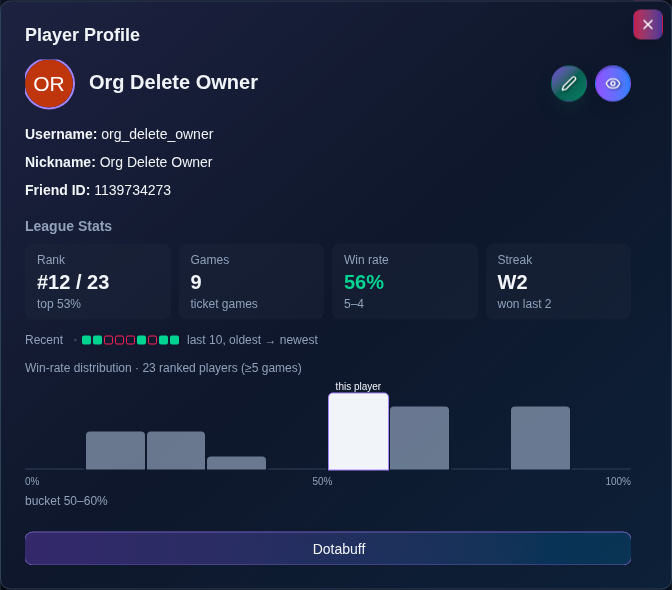 Player Profile
OR
Org Delete Owner
Username: org_delete_owner
Nickname: Org Delete Owner
Friend ID: 1139734273
League Stats
Rank
#12 / 23
top 53%
Games
9
ticket games
Win rate
56%
5–4
Streak
W2
won last 2
Recent
last 10, oldest → newest
Win-rate distribution · 23 ranked players (≥5 games)
this player
0%
50%
100%
bucket 50–60%
Dotabuff